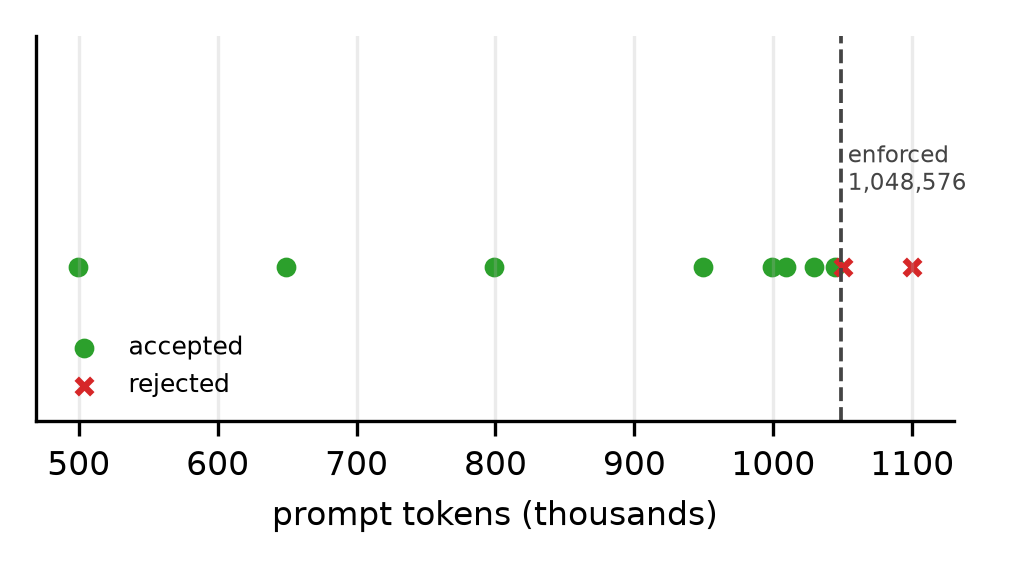 enforced
1,048,576
accepted
rejected
500 600 700 800 900 1000 1100
prompt tokens (thousands)